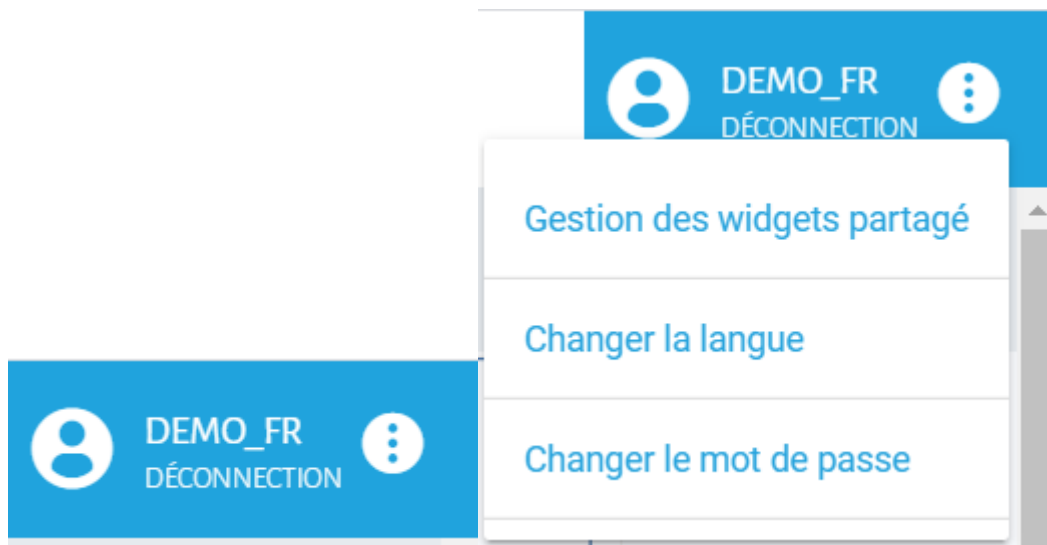 DEMO_FR
DÉCONNECTION
Gestion des widgets partagé
Changer la langue
Changer le mot de passe
DEMO_FR
DÉCONNECTION